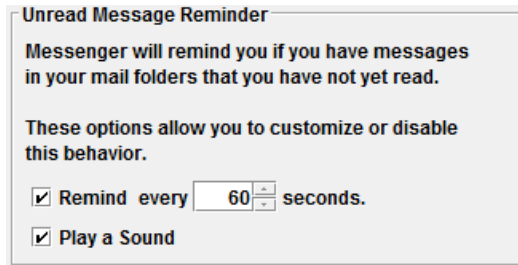 Unread Message Reminder
Messenger will remind you if you have messages
in your mail folders that you have not yet read.
These options allow you to customize or disable
this behavior.
Remind every 60 seconds.
Play a Sound